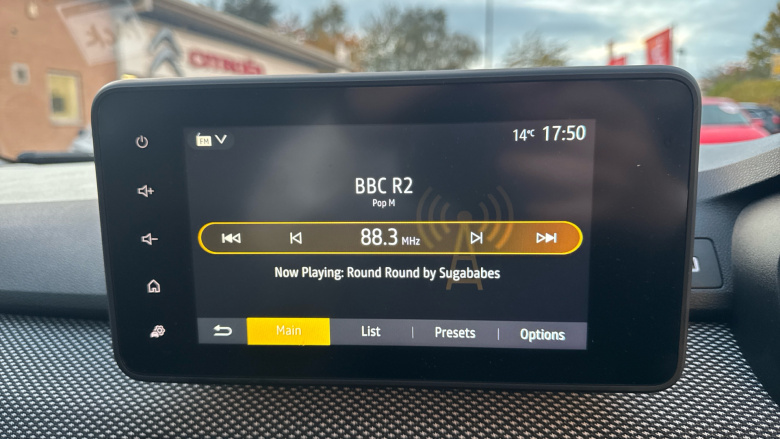 CITROËN
FM
14°C 17:50
BBC R2
Pop M
88.3 MHz
Now Playing: Round Round by Sugababes
Main List Presets Options